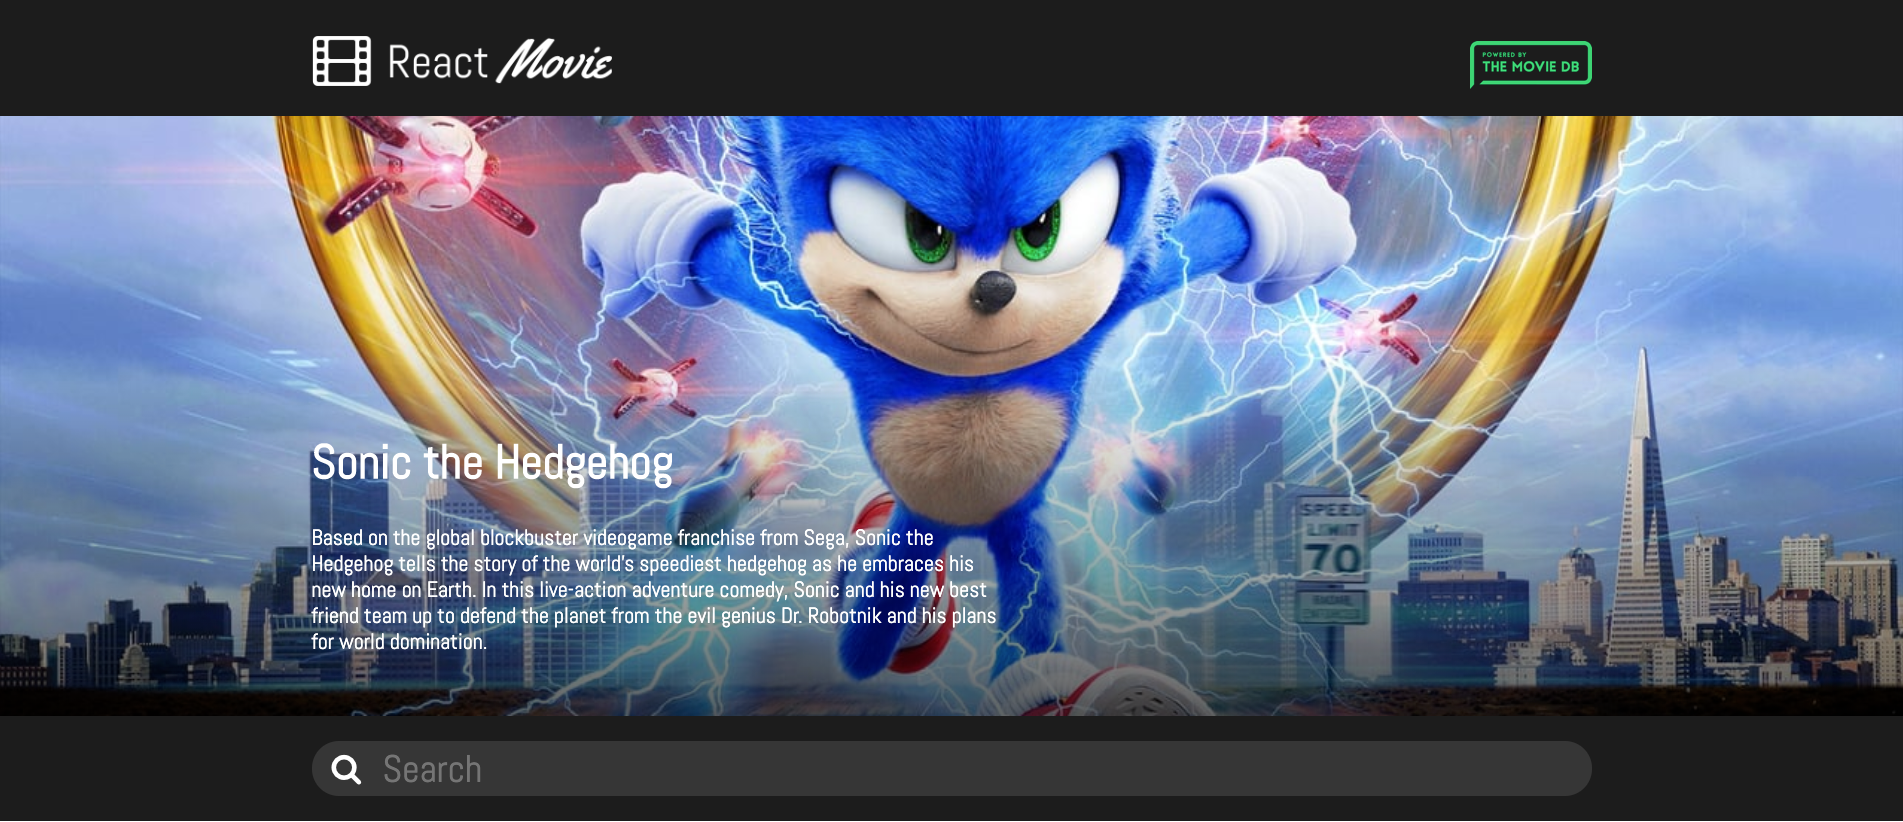 React Movie
POWERED BY
THE MOVIE DB
Sonic the Hedgehog
Based on the global blockbuster videogame franchise from Sega, Sonic the
Hedgehog tells the story of the world's speediest hedgehog as he embraces his
new home on Earth. In this live-action adventure comedy, Sonic and his new best
friend team up to defend the planet from the evil genius Dr. Robotnik and his plans
for world domination.
SPEED
LIMIT
70
Search